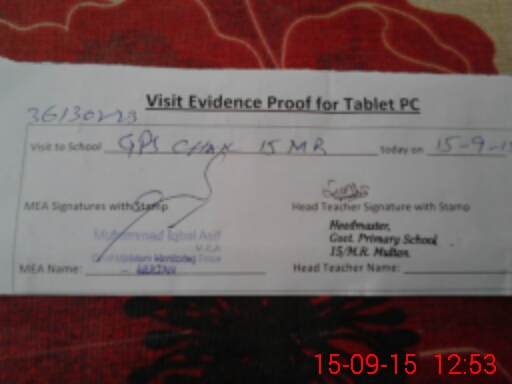 Visit Evidence Proof for Tablet PC
Visit to School GPS CHAK 15 MR today on 15-9-15
MEA Signatures with Stamp
Head Teacher Signature with Stamp
Muhammad Iqbal Asif
M.E.A
MULTAN
Headmaster,
Govt. Primary School
15/M.R. Multan.
MEA Name:
Head Teacher Name:
15-09-15 12:53